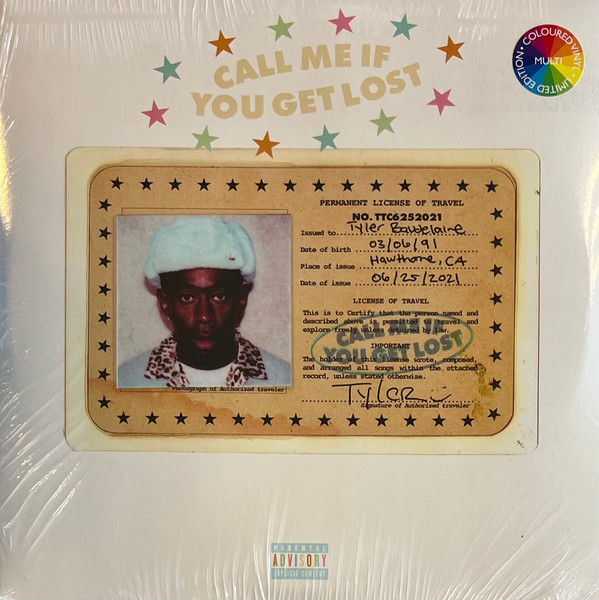 CALL ME IF
YOU GET LOST
COLOURED VINYL • LIMITED EDITION •
MULTI
PERMANENT LICENSE OF TRAVEL
NO. TTC6252021
Issued to Tyler Baudelaire
Date of birth 03/06/91
Place of issue Hawthorne, CA
Date of issue 06/25/2021
LICENSE OF TRAVEL
This is to Certify that the person named and
described above is permitted to travel and
explore freely unless detained by law.
CALL ME IF
YOU GET LOST
IMPORTANT
The holder of this license wrote, composed,
and arranged all songs within the attached
record, unless stated otherwise.
TYLER
Signature of Authorized traveler
Photograph of Authorized traveler
PARENTAL
ADVISORY
EXPLICIT CONTENT